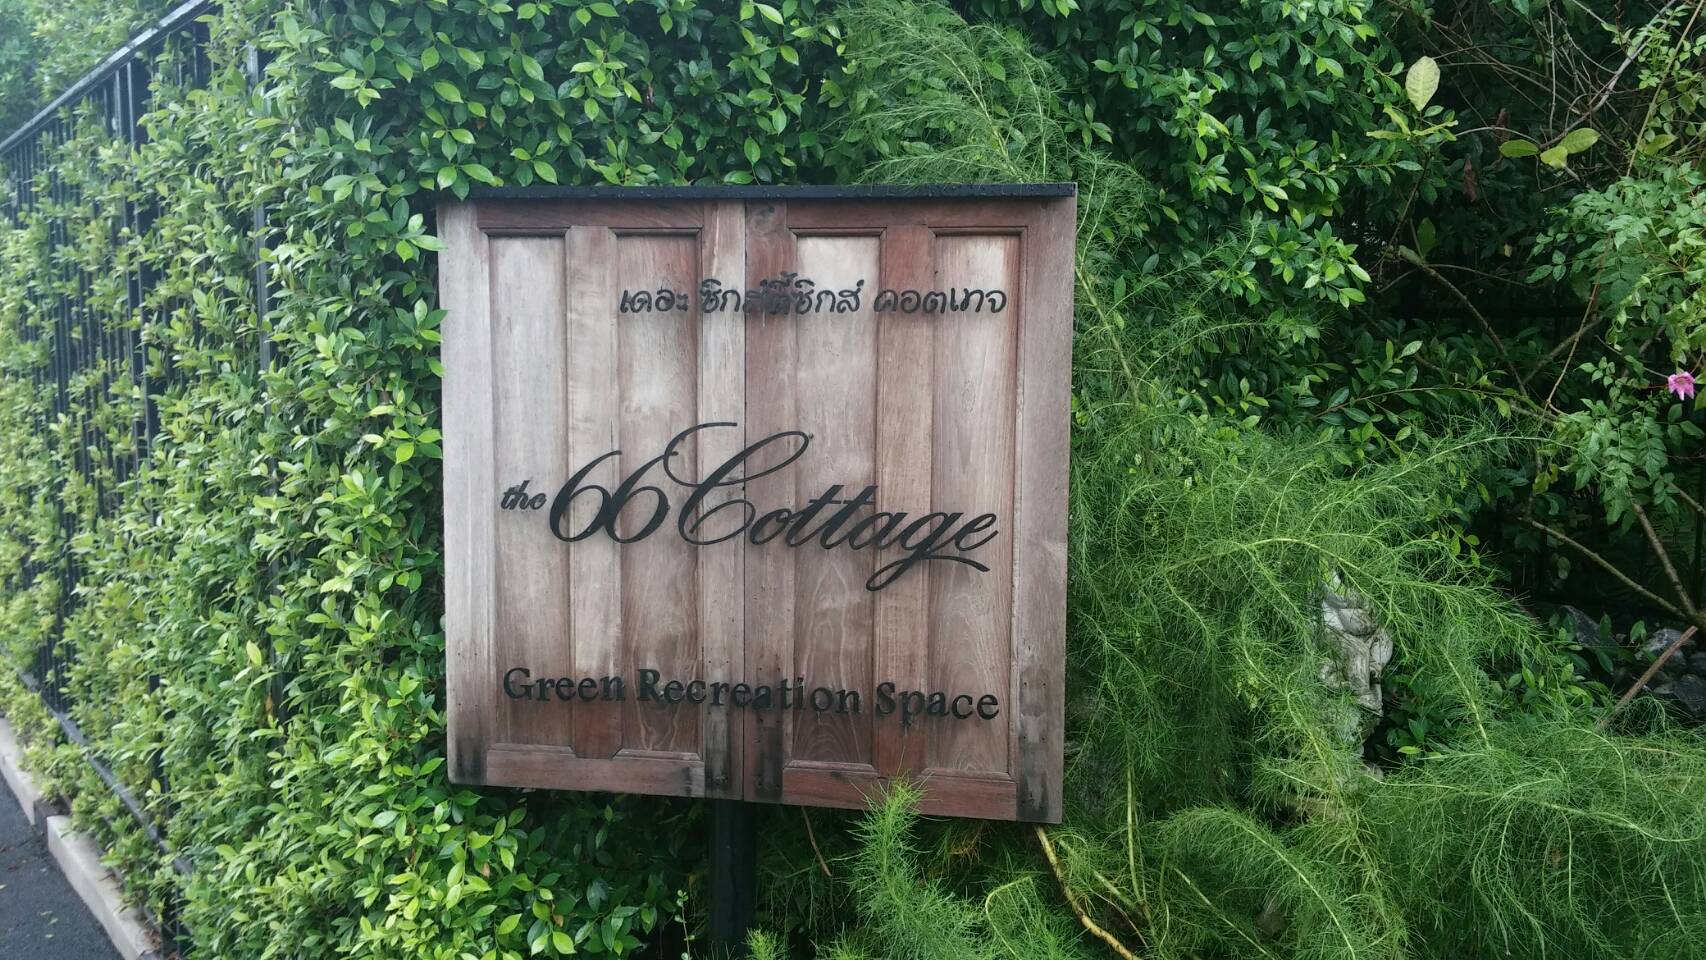 เดอะ ซิกส์ตี้ซิกส์ คอตเทจ
the 66 Cottage
Green Recreation Space